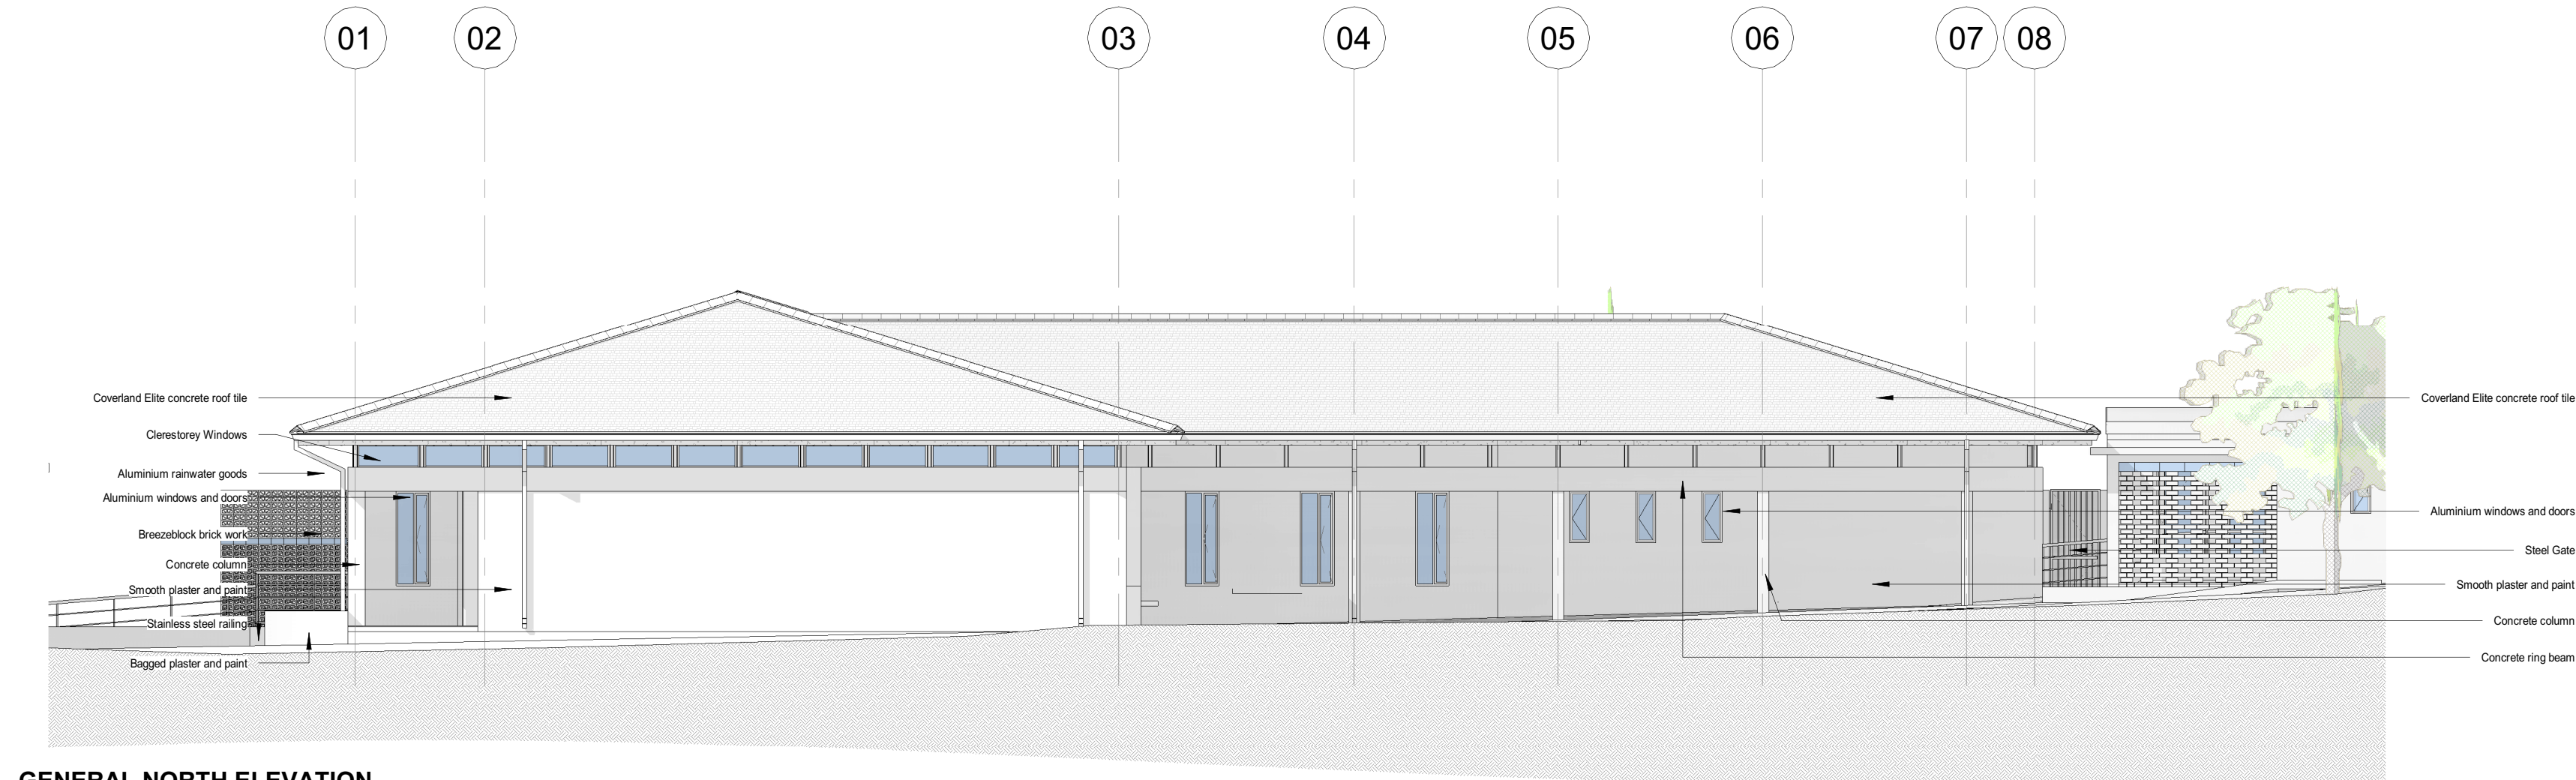 01 02 03 04 05 06 07 08
Coverland Elite concrete roof tile
Clerestorey Windows
Aluminium rainwater goods
Aluminium windows and doors
Breezeblock brick work
Concrete column
Smooth plaster and paint
Stainless steel railing
Bagged plaster and paint
Coverland Elite concrete roof tile
Aluminium windows and doors
Steel Gate
Smooth plaster and paint
Concrete column
Concrete ring beam
GENERAL NORTH ELEVATION